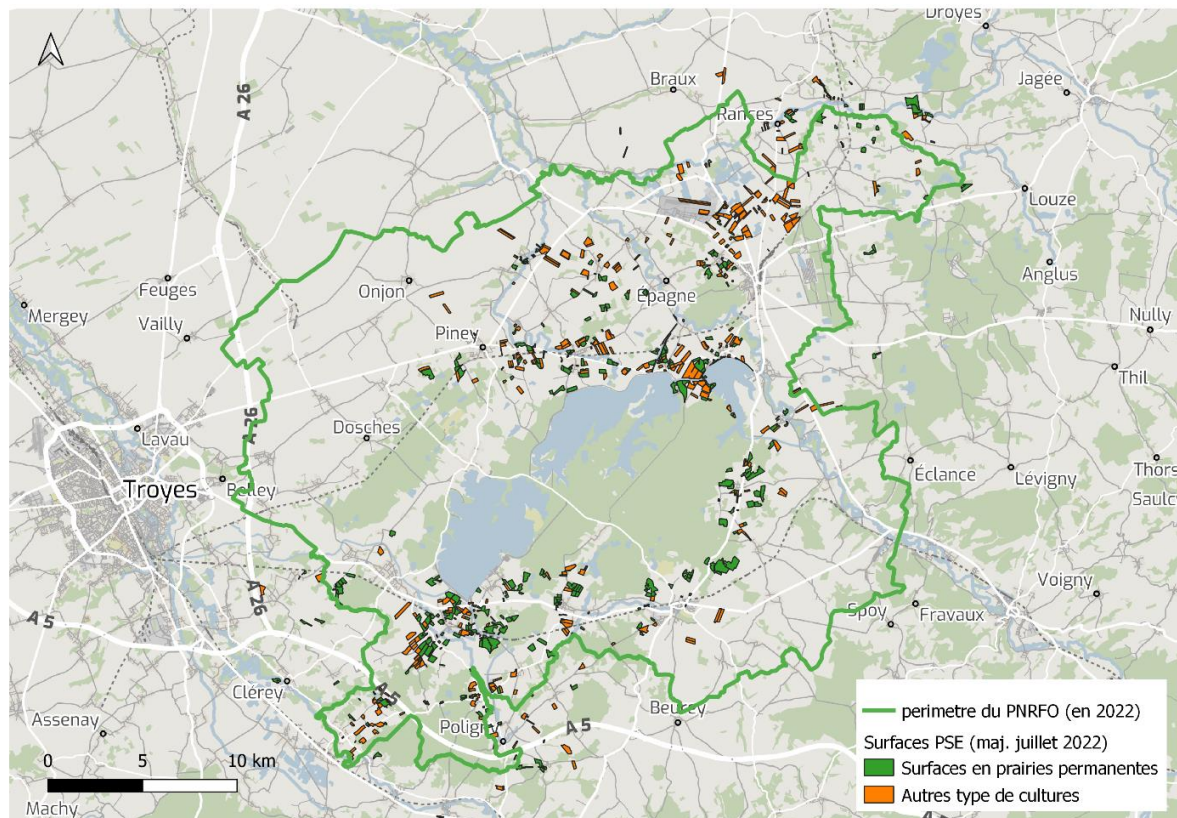 Droyes
Braux
Jagée
A 26
Rances
Louze
Feuges
Onjon
Anglus
Mergey
Vailly
Épagne
Nully
Piney
Thil
A 26
Lavau
Dosches
Troyes
Belley
Éclance
Lévigny
Thors
Saulcy
A 26
Voigny
A 5
Spoy
Fravaux
Clérey
A 5
Assenay
Poligny
A 5
Beurey
0 5 10 km
Machy
perimetre du PNRFO (en 2022)
Surfaces PSE (maj. juillet 2022)
Surfaces en prairies permanentes
Autres type de cultures